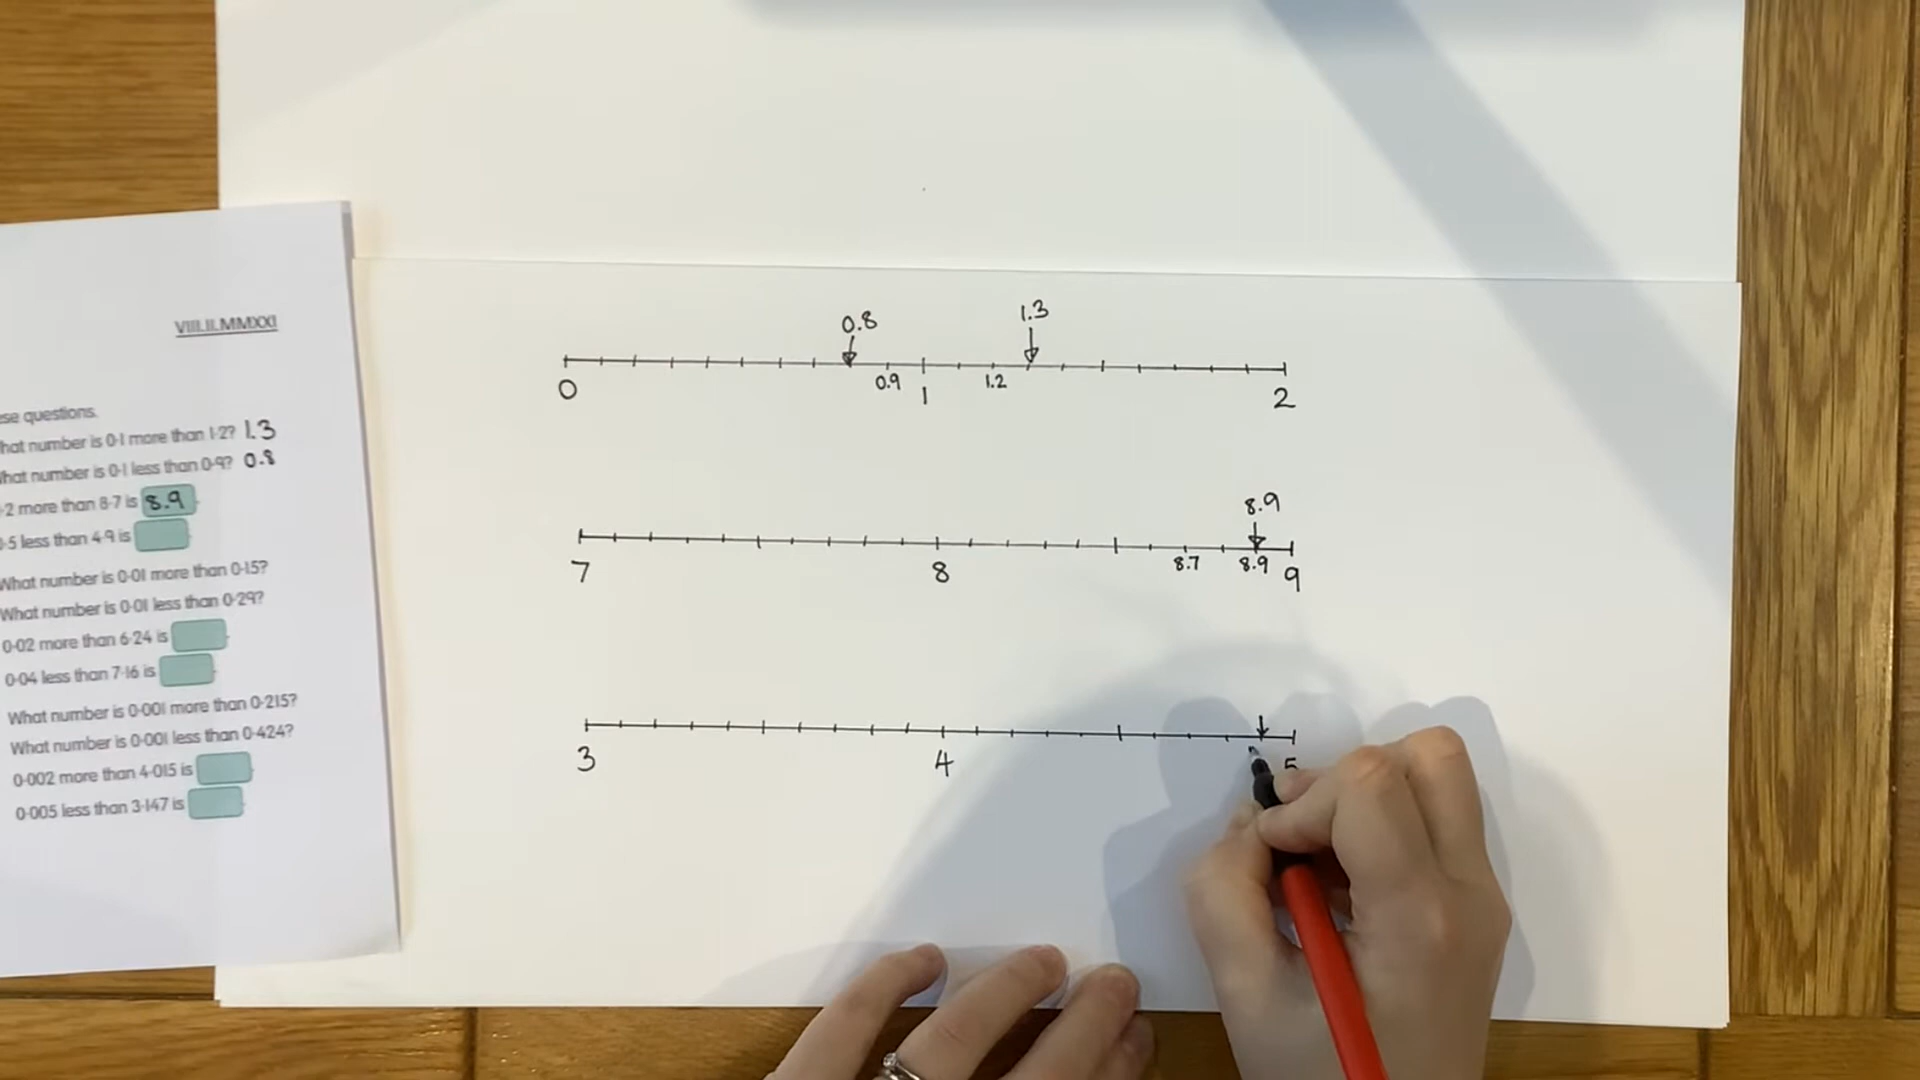 VIII.II.MMXXI
questions.
number is 0·1 more than 1·2? 1.3
number is 0·1 less than 0·9? 0.8
2 more than 8·7 is 8.9
5 less than 4·9 is
What number is 0·01 more than 0·15?
What number is 0·01 less than 0·29?
0·02 more than 6·24 is
0·04 less than 7·16 is
What number is 0·001 more than 0·215?
What number is 0·001 less than 0·424?
0·002 more than 4·015 is
0·005 less than 3·147 is
0.8 1.3
0 0.9 1 1.2 2
8.9
7 8 8.7 8.9 9
3 4 5